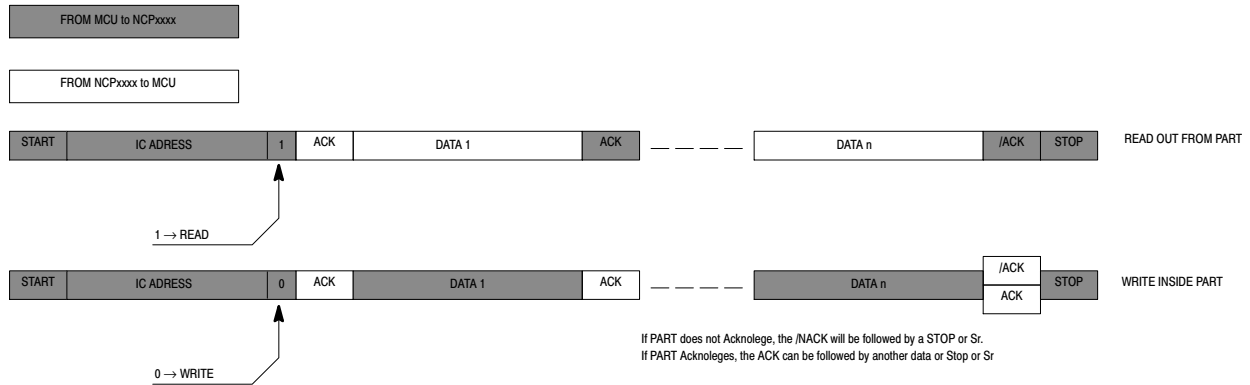 FROM MCU to NCPxxxx
FROM NCPxxxx to MCU
START IC ADRESS 1 ACK DATA 1 ACK DATA n /ACK STOP READ OUT FROM PART
1 → READ
START IC ADRESS 0 ACK DATA 1 ACK DATA n /ACK ACK STOP WRITE INSIDE PART
If PART does not Acknolege, the /NACK will be followed by a STOP or Sr.
If PART Acknoleges, the ACK can be followed by another data or Stop or Sr
0 → WRITE